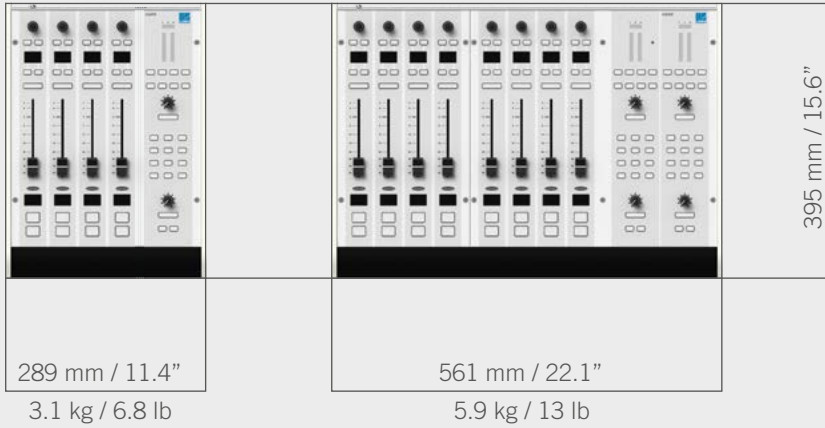 395 mm / 15.6”
289 mm / 11.4”
561 mm / 22.1”
3.1 kg / 6.8 lb
5.9 kg / 13 lb